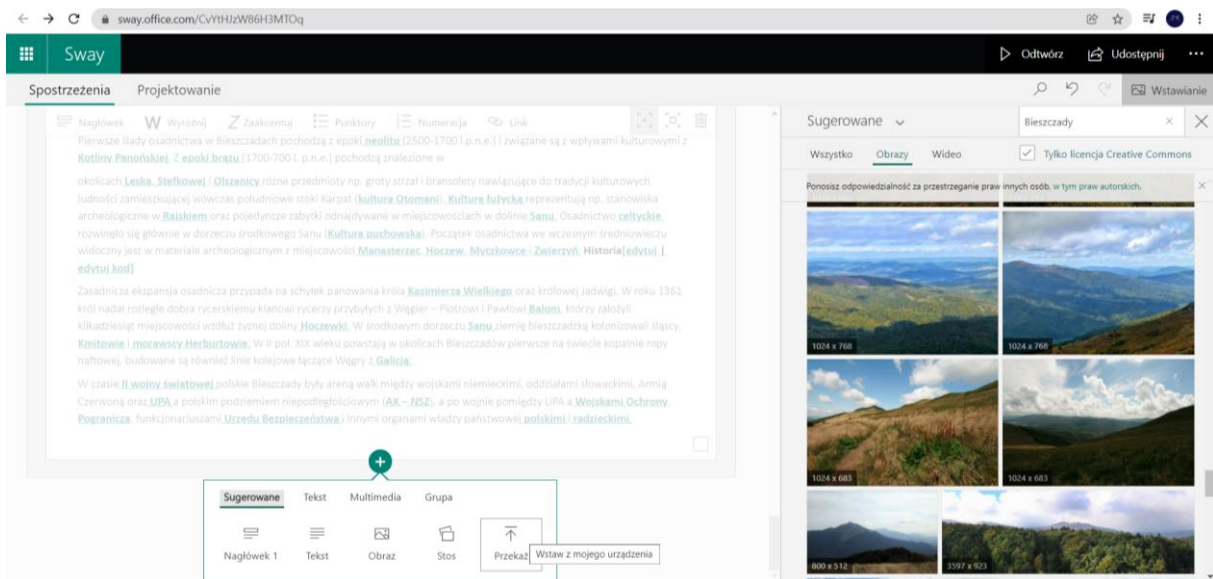 sway.office.com/CvYtHJzW86H3MTOq
Sway
Odtwórz
Udostępnij
Spostrzeżenia Projektowanie
Wstawianie
Nagłówek W Wyróżnij Z Zaakcentuj Punktory Numeracja Link
Pierwsze ślady osadnictwa w Bieszczadach pochodzą z epoki neolitu (2500-1700 l.p.n.e.) i związane są z wpływami kulturowymi z
Kotliny Panońskiej. Z epoki brązu (1700-700 l. p.n.e.) pochodzą znalezione w
okolicach Leska, Stefkowej i Olszanicy różne przedmioty np. groty strzał i bransolety nawiązujące do tradycji kulturowych
ludności zamieszkującej wówczas południowe stoki Karpat (kultura Otomani). Kulturę łużycką reprezentują np. stanowiska
archeologiczne w Rajskiem oraz pojedyncze zabytki odnajdywane w miejscowościach w dolinie Sanu. Osadnictwo celtyckie
rozwinęło się głównie w dorzeczu środkowego Sanu (Kultura puchowska). Początek osadnictwa we wczesnym średniowieczu
widoczny jest w materiale archeologicznym z miejscowości Manasterzec, Hoczew, Myczkowce i Zwierzyń. Historia[edytuj |
edytuj kod]
Zasadnicza ekspansja osadnicza przypada na schyłek panowania króla Kazimierza Wielkiego oraz królowej Jadwigi. W roku 1361
król nadał rozległe dobra rycerskiemu klanowi rycerzy przybyłych z Węgier – Piotrowi i Pawłowi Balom, którzy założyli
kilkadziesiąt miejscowości wzdłuż żyznej doliny Hoczewki. W środkowym dorzeczu Sanu ziemię bieszczadzką kolonizowali śląscy
Kmitowie i morawscy Herburtowie. W II poł. XIX wieku powstają w okolicach Bieszczadów pierwsze na świecie kopalnie ropy
naftowej, budowane są również linie kolejowe łączące Węgry z Galicją.
W czasie II wojny światowej polskie Bieszczady były areną walk między wojskami niemieckimi, oddziałami słowackimi, Armią
Czerwoną oraz UPA a polskim podziemiem niepodległościowym (AK – NSZ), a po wojnie pomiędzy UPA a Wojskami Ochrony
Pogranicza, funkcjonariuszami Urzędu Bezpieczeństwa i innymi organami władzy państwowej polskimi i radzieckimi.
Sugerowane Tekst Multimedia Grupa
Nagłówek 1 Tekst Obraz Stos Przekaż
Wstaw z mojego urządzenia
Sugerowane
Bieszczady
Wszystko Obrazy Wideo
Tylko licencja Creative Commons
Ponosisz odpowiedzialność za przestrzeganie praw innych osób, w tym praw autorskich.
1024 x 768
1024 x 768
1024 x 683
1024 x 683
800 x 512
3597 x 923